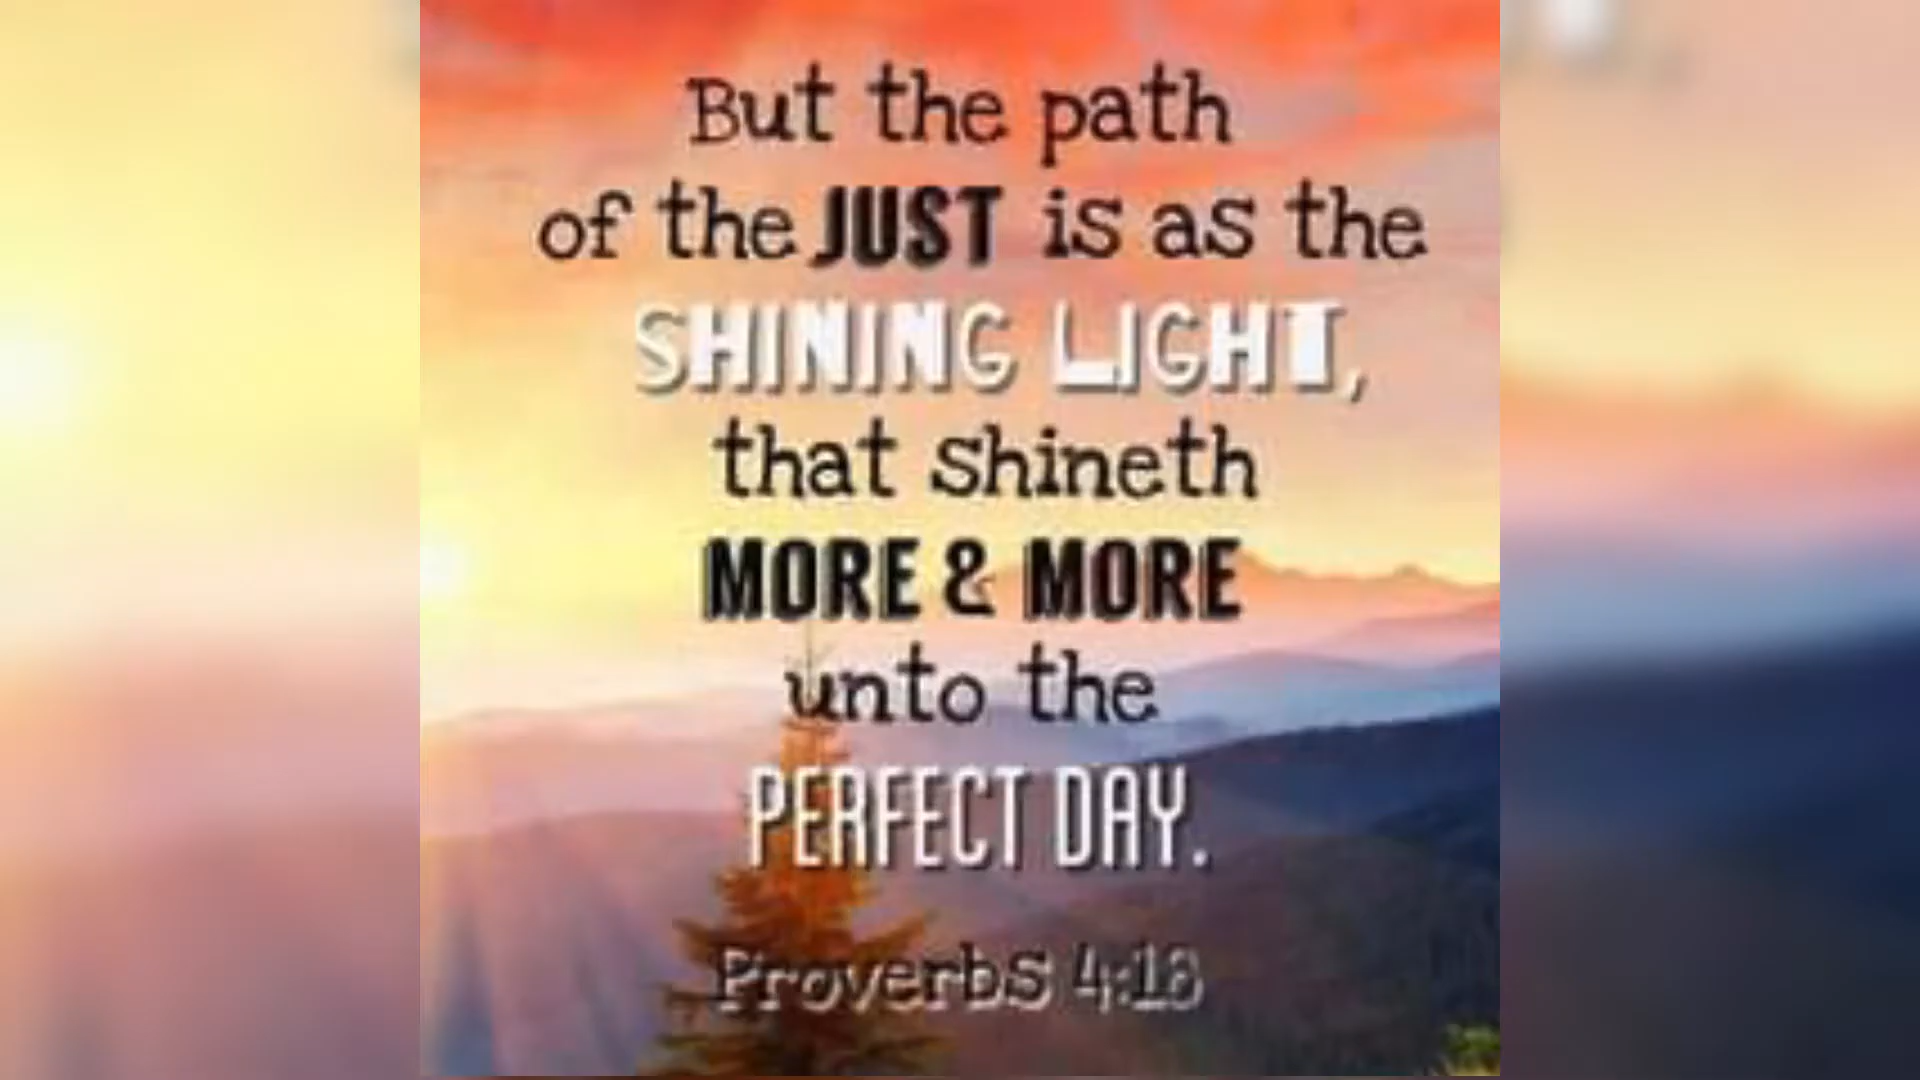 But the path
of the JUST is as the
SHINING LIGHT,
that shineth
MORE & MORE
unto the
PERFECT DAY.
Proverbs 4:18